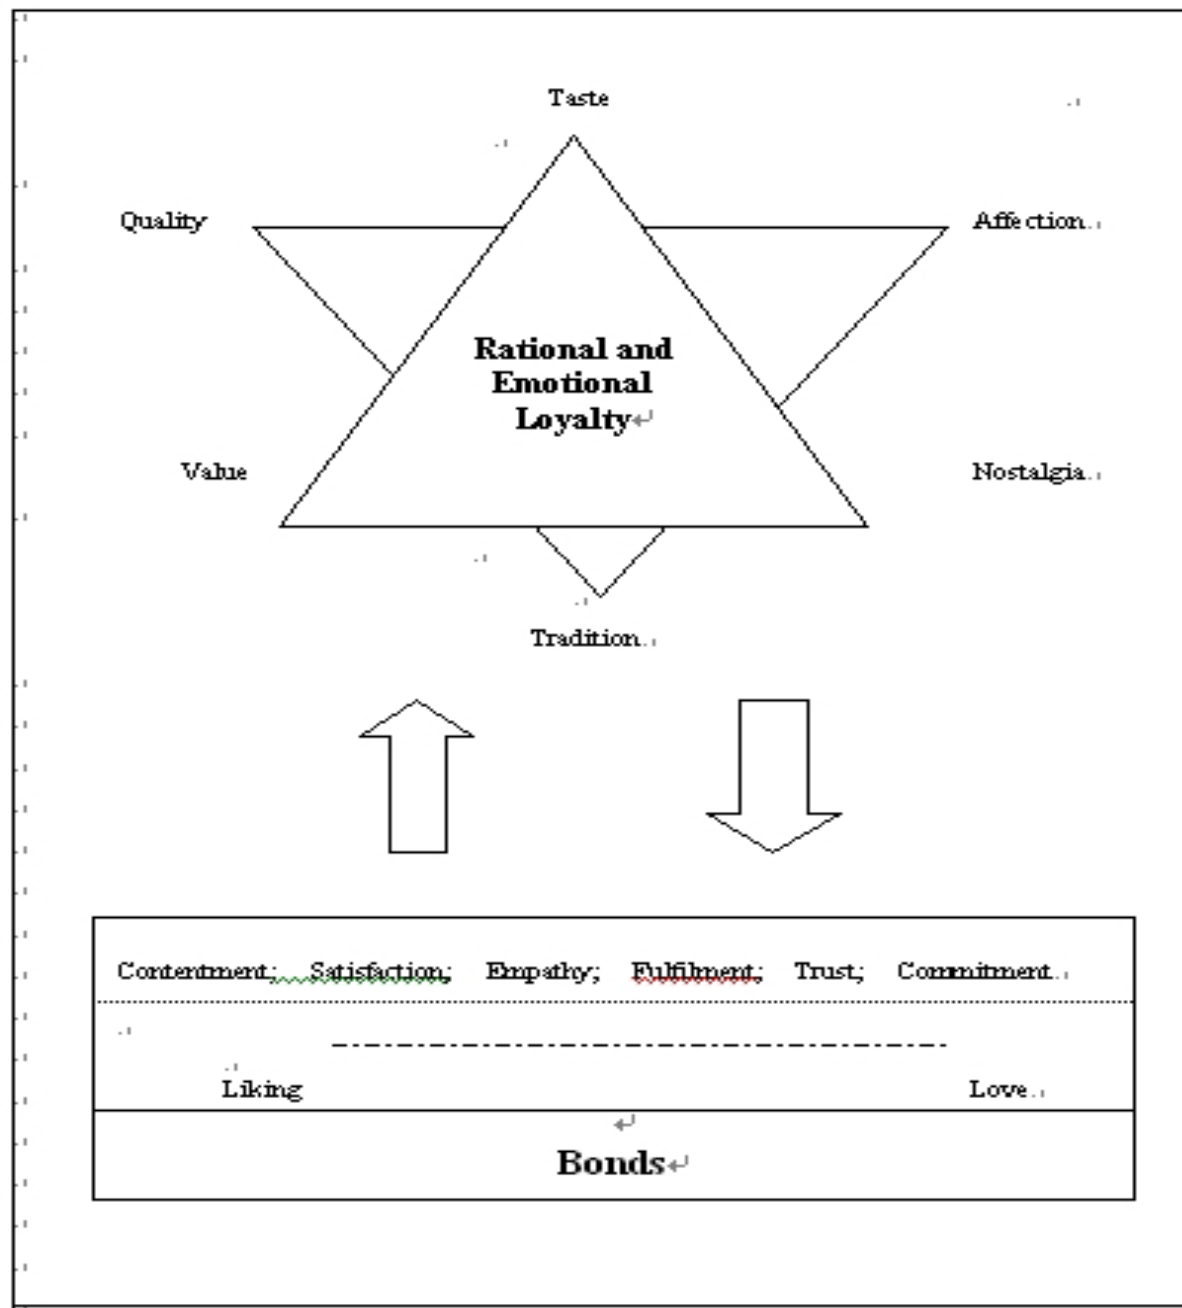 Taste
Quality
Affection
Rational and
Emotional
Loyalty
Value
Nostalgia
Tradition
Contentment; Satisfaction; Empathy; Fulfilment; Trust; Commitment
Liking
Love
Bonds